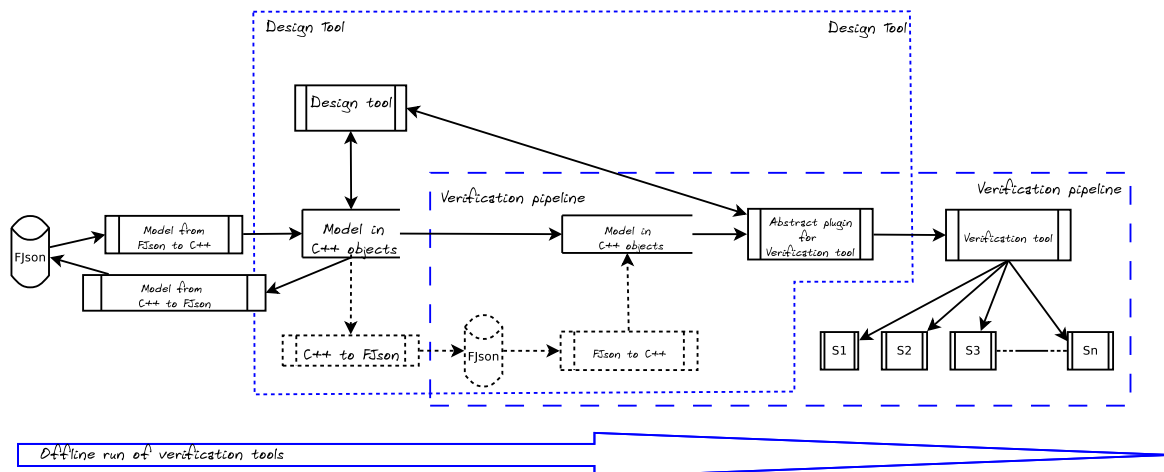 Design Tool
Design Tool
Design tool
Verification pipeline
Verification pipeline
Model from
FJson to C++
Model in
C++ objects
Model in
C++ objects
Abstract plugin
for
Verification tool
Verification tool
FJson
Model from
C++ to FJson
C++ to FJson
FJson
FJson to C++
S1
S2
S3
Sn
Offline run of verification tools